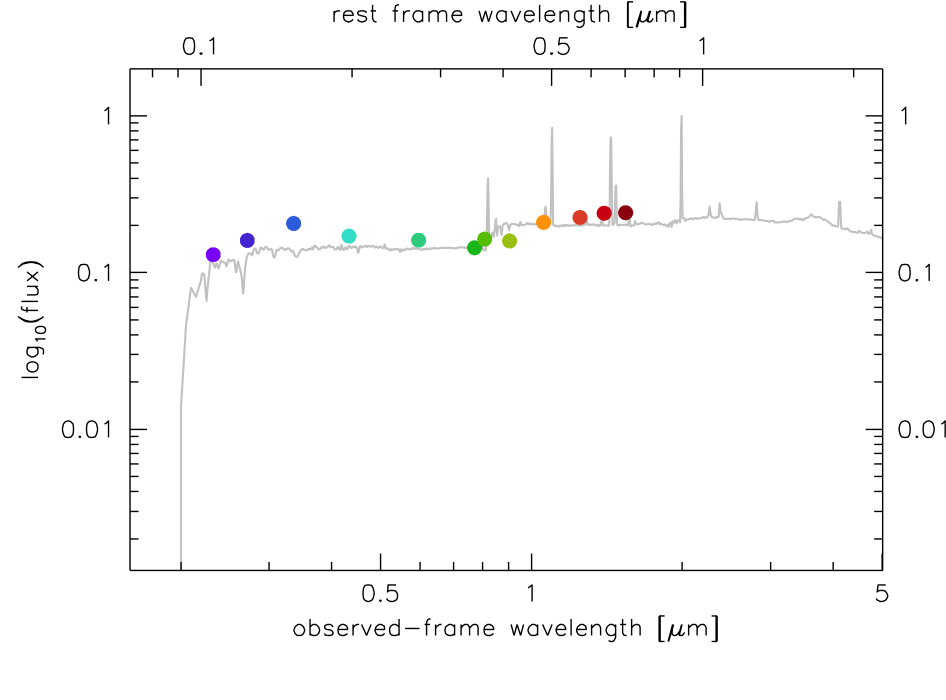 rest frame wavelength [μm]
0.1 0.5 1
1 1
0.1 0.1
log10(flux)
0.01 0.01
0.5 1 5
observed-frame wavelength [μm]